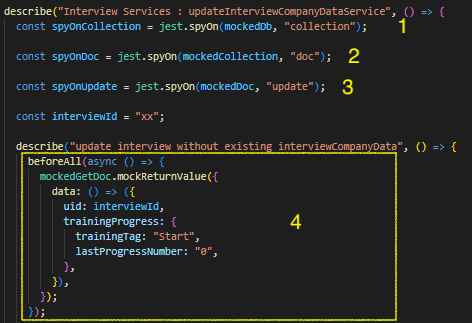 describe("Interview Services : updateInterviewCompanyDataService", () => {
const spyOnCollection = jest.spyOn(mockedDb, "collection"); 1
const spyOnDoc = jest.spyOn(mockedCollection, "doc"); 2
const spyOnUpdate = jest.spyOn(mockedDoc, "update"); 3
const interviewId = "xx";
describe("update interview without existing interviewCompanyData", () => {
beforeAll(async () => {
mockedGetDoc.mockReturnValue({
data: () => ({
uid: interviewId,
trainingProgress: { 4
trainingTag: "Start",
lastProgressNumber: "0",
},
}),
});
});